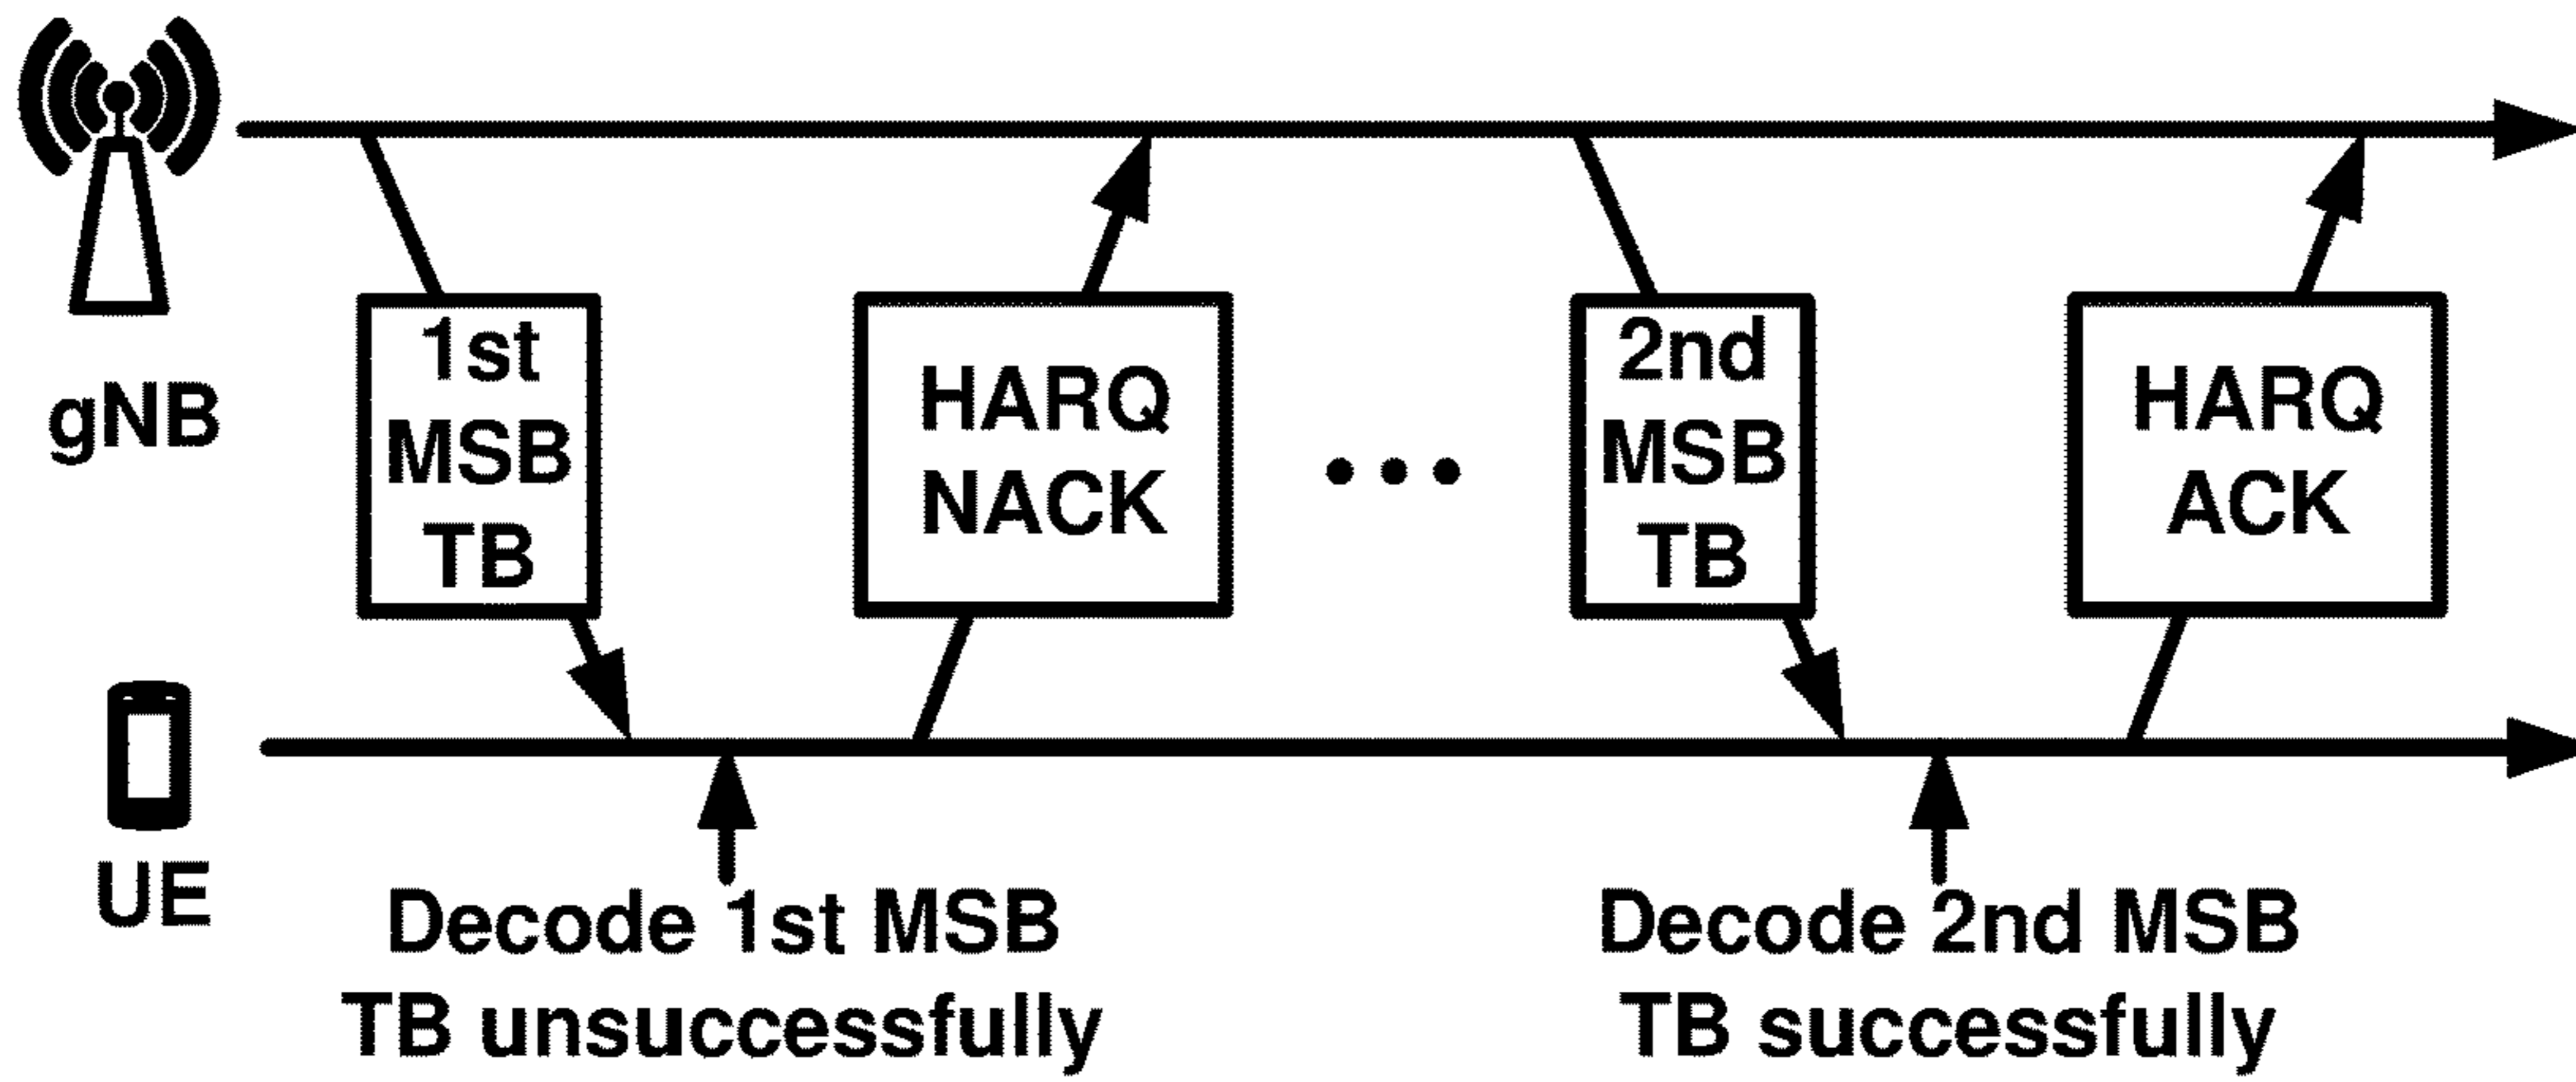 gNB
1st
MSB
TB
HARQ
NACK
2nd
MSB
TB
HARQ
ACK
UE
Decode 1st MSB
TB unsuccessfully
Decode 2nd MSB
TB successfully